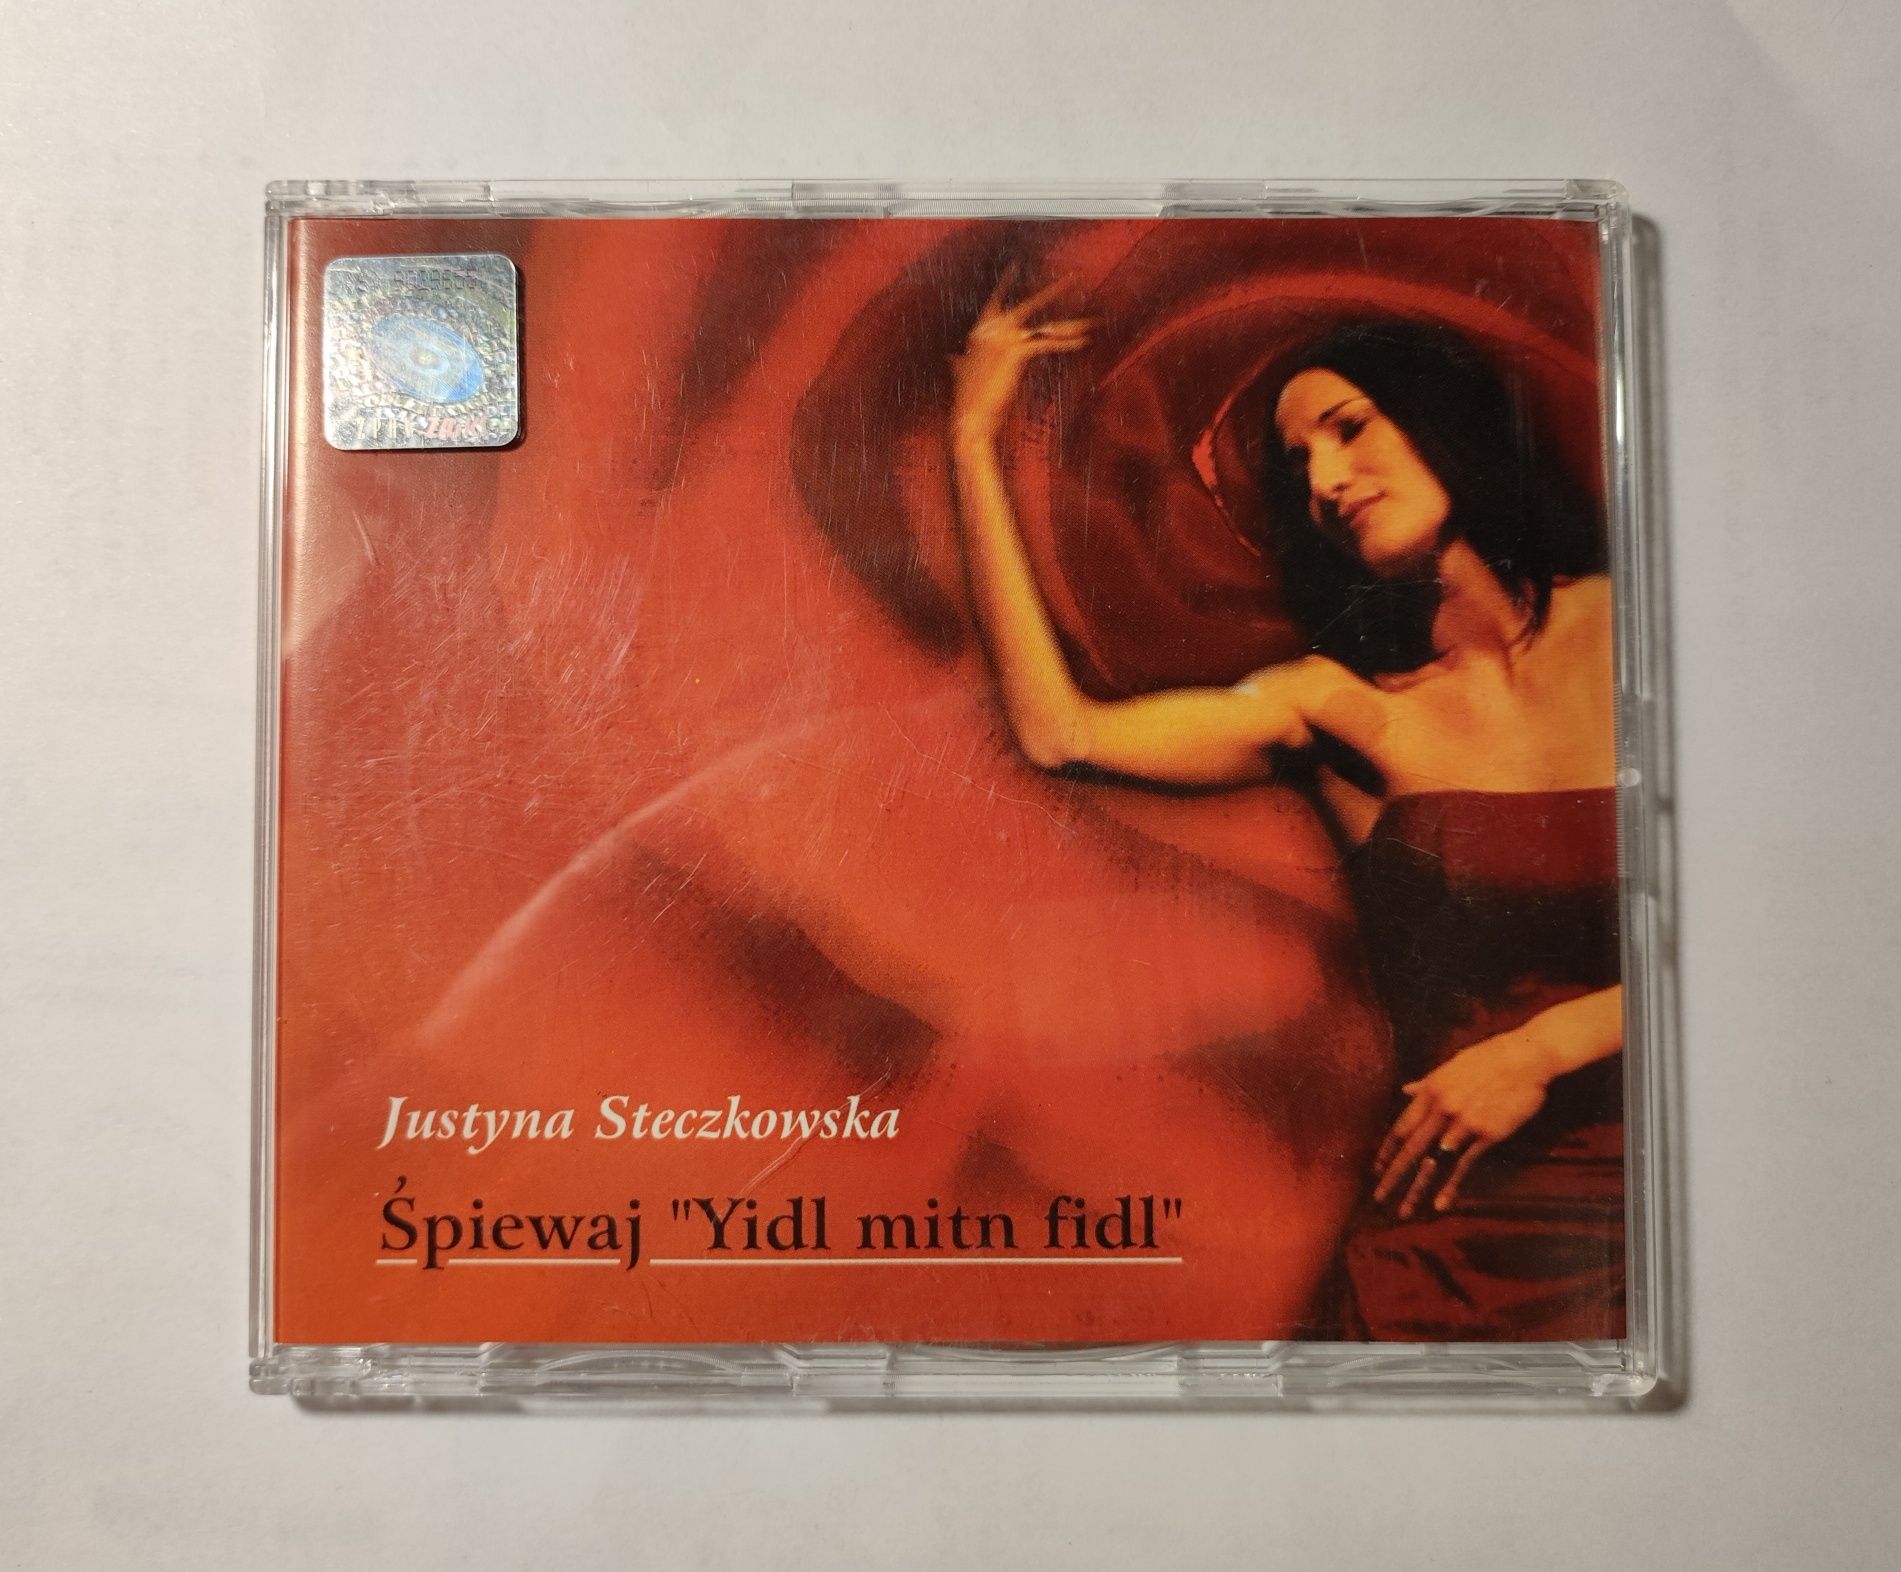 Justyna Steczkowska
Śpiewaj "Yidl mitn fidl"